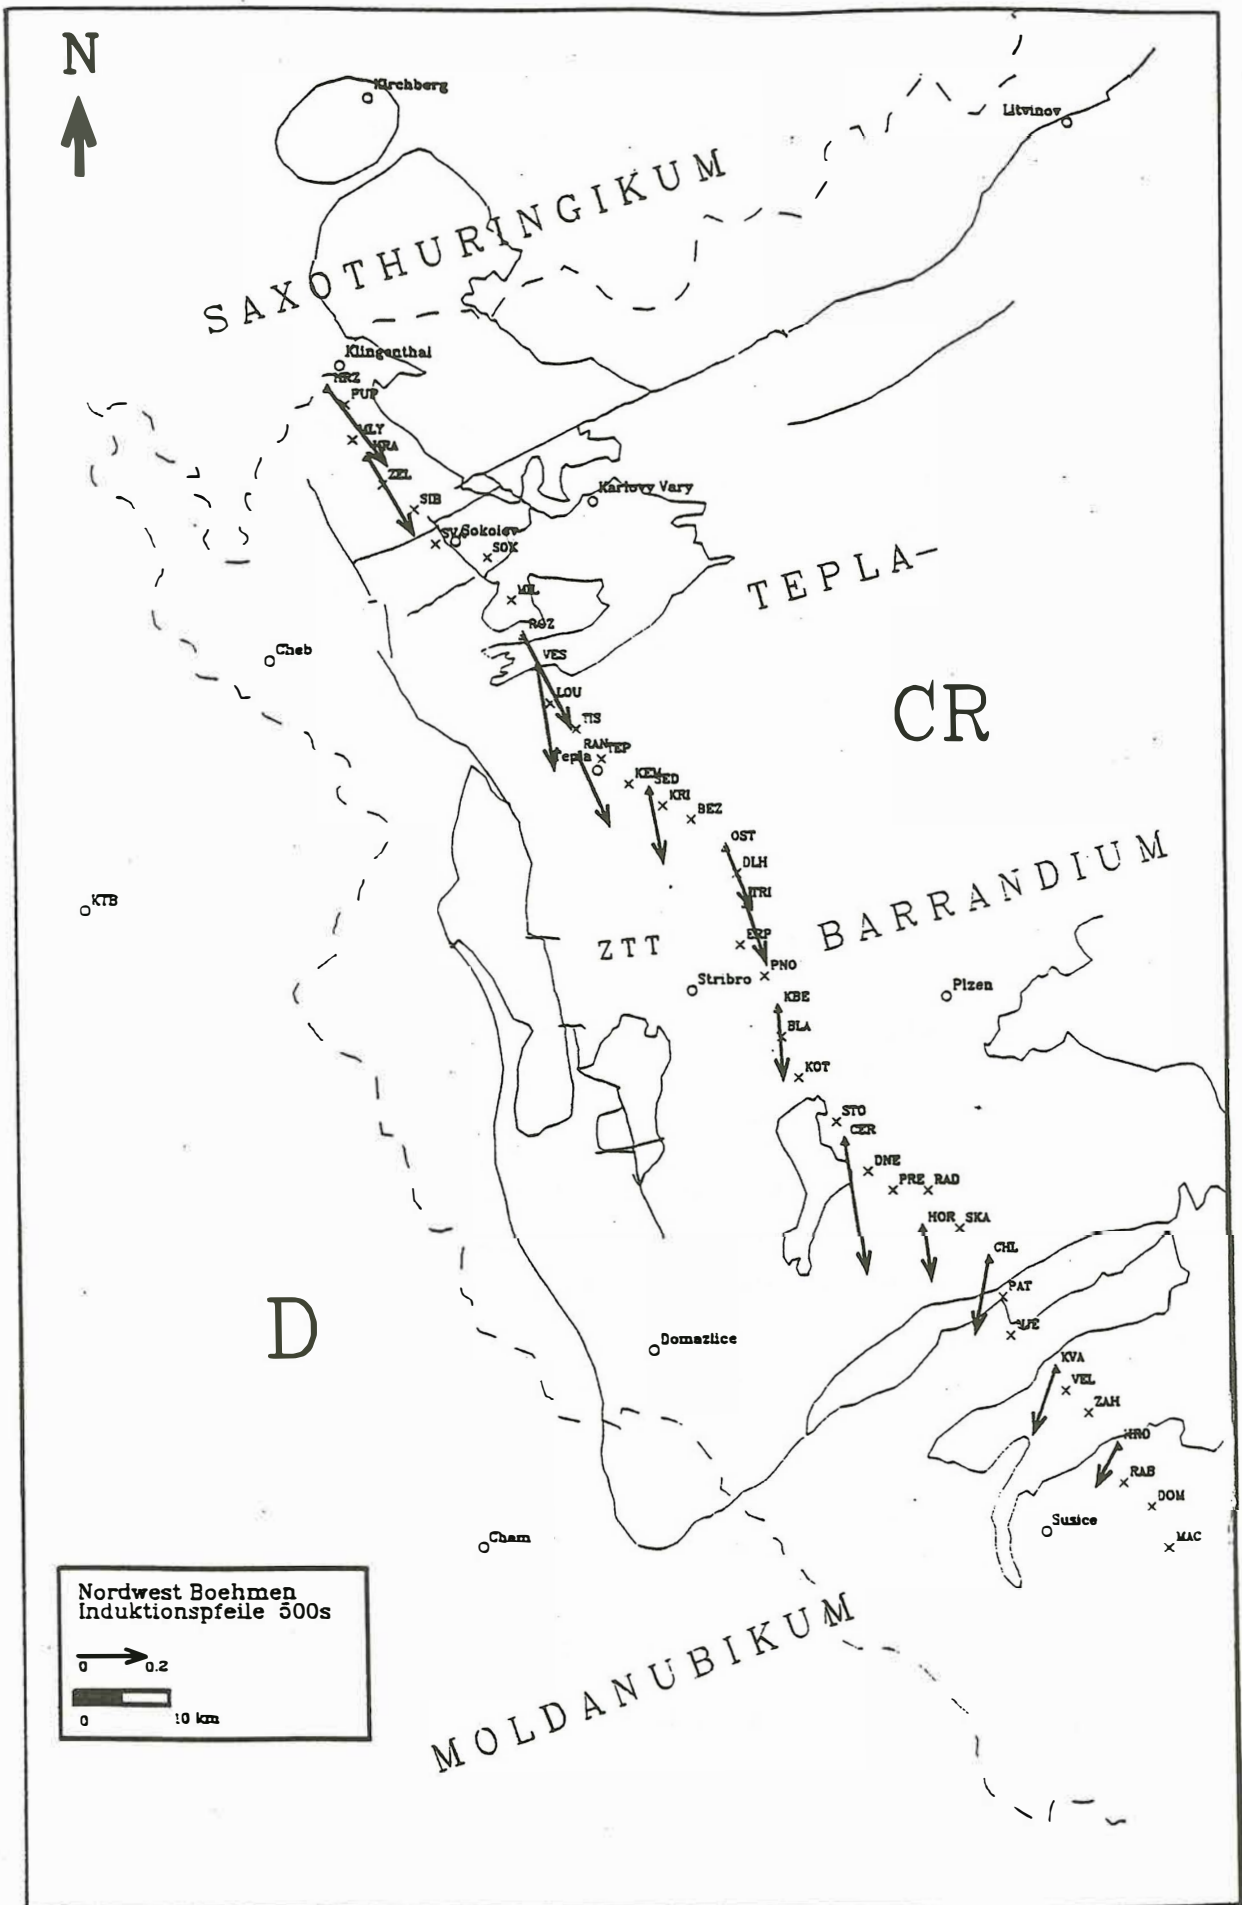 N
Kirchberg
Litvinov
SAXOTHURINGIKUM
Klingenthal
MRZ
PUP
MLY
KRA
ZEL
SIB
Karlovy Vary
Sokolov
SOK
TEPLA-
MIL
ROZ
Cheb
VES
CR
LOU
TIS
RAN
TEP
Tepla
KEM
SED
KRI
BEZ
OST
DLH
TRI
BARRANDIUM
KTB
ERP
ZTT
PNO
Stribro
Plzen
KBE
BLA
KOT
STO
CER
DNE
PRE
RAD
HOR
SKA
CHL
PAT
D
Domazlice
KVA
VEL
ZAH
HRO
RAB
DOM
Susice
Cham
MAC
Nordwest Boehmen
Induktionspfeile 500s
0 0.2
0 10 km
MOLDANUBIKUM